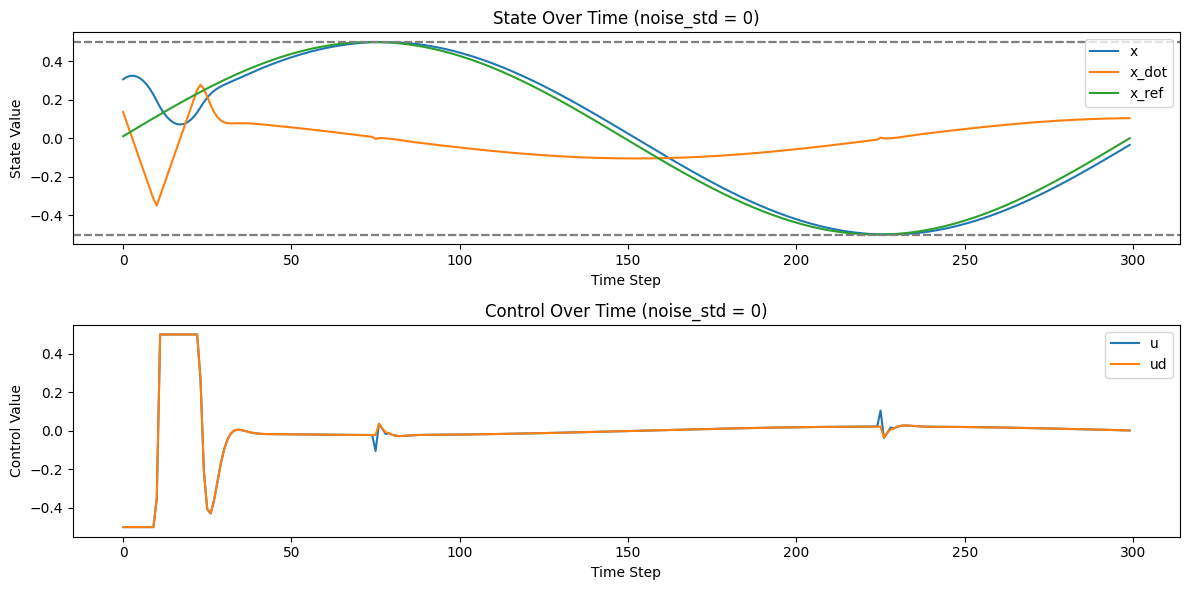 State Over Time (noise_std = 0)
State Value
0.4
0.2
0.0
−0.2
−0.4
x
x_dot
x_ref
0 50 100 150 200 250 300
Time Step
Control Over Time (noise_std = 0)
Control Value
0.4
0.2
0.0
−0.2
−0.4
u
ud
0 50 100 150 200 250 300
Time Step